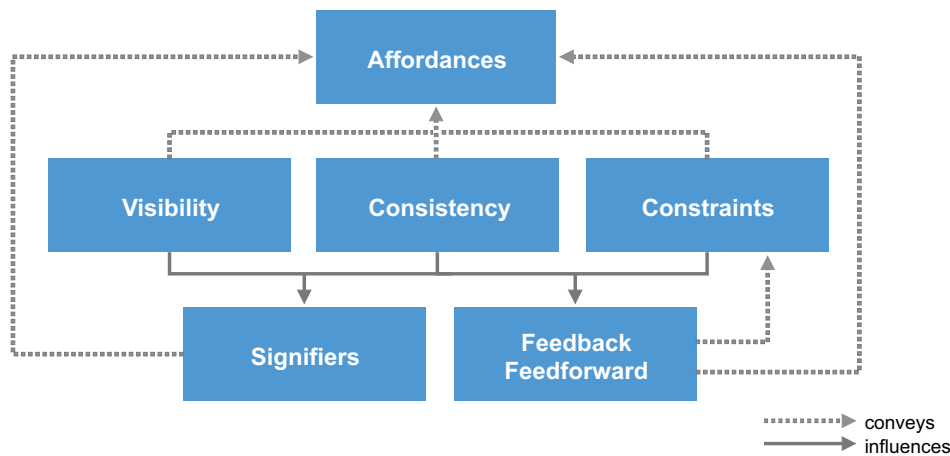 Affordances
Visibility
Consistency
Constraints
Signifiers
Feedback
Feedforward
conveys
influences